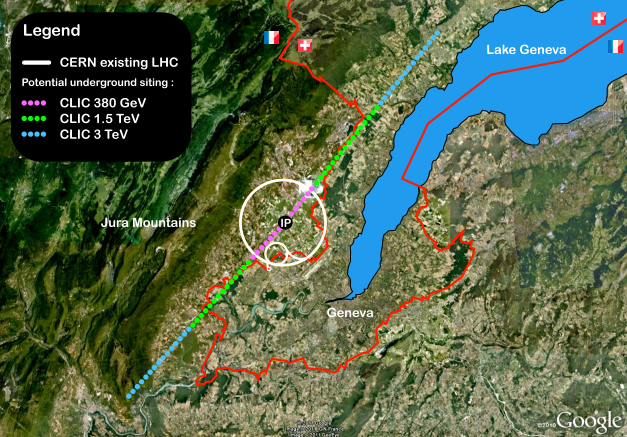 Legend
CERN existing LHC
Potential underground siting :
CLIC 380 GeV
CLIC 1.5 TeV
CLIC 3 TeV
Lake Geneva
Jura Mountains
IP
Geneva
©2010 Google